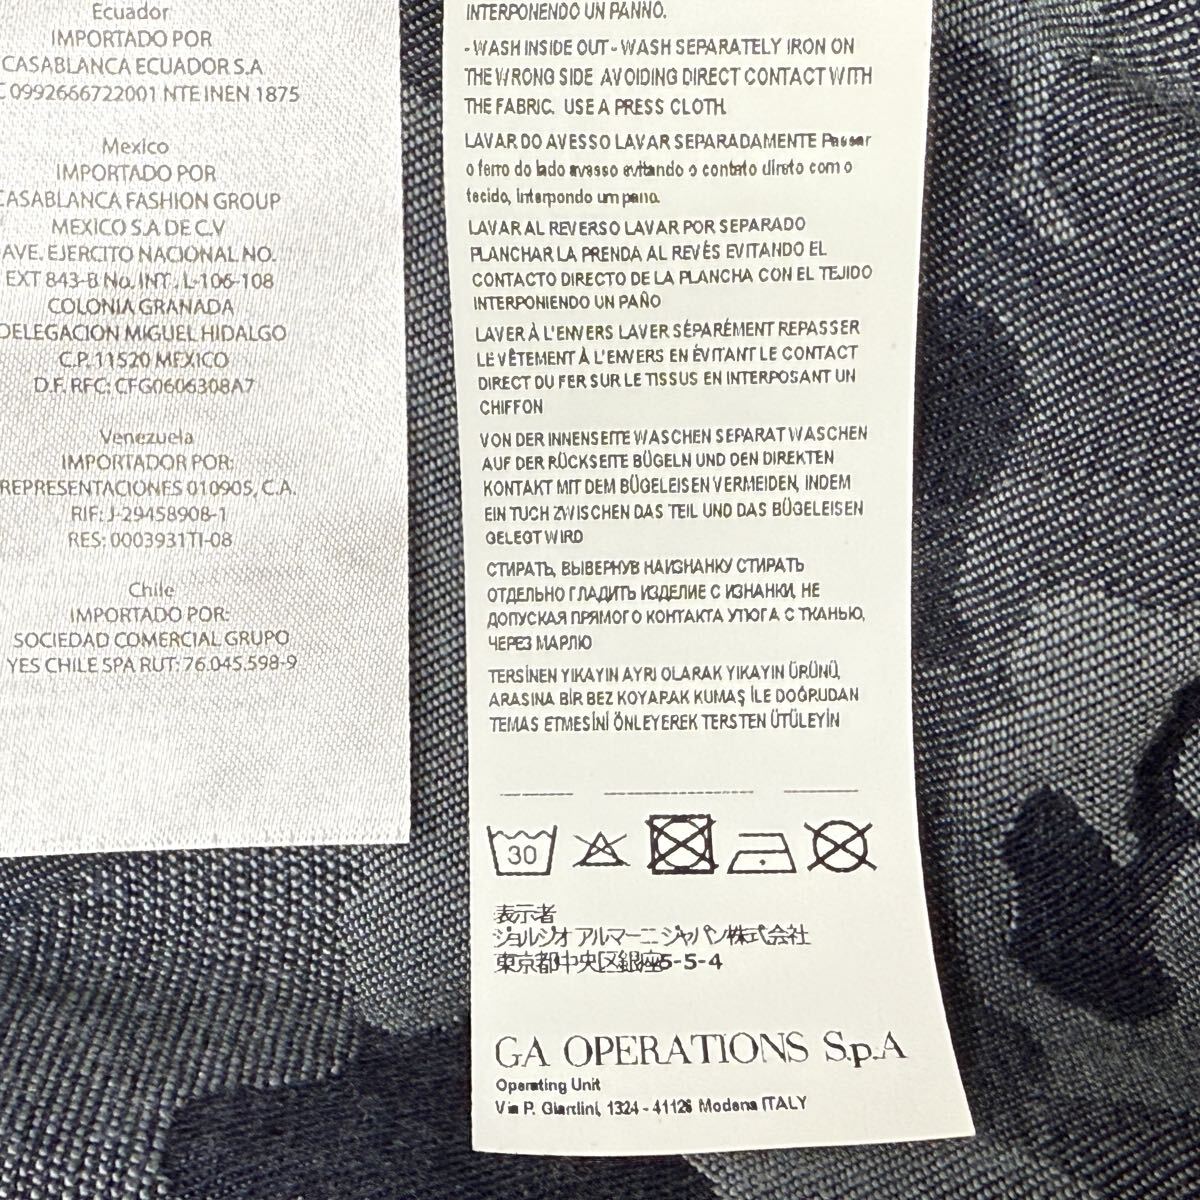 Ecuador
IMPORTADO POR
CASABLANCA ECUADOR S.A
C 0992666722001 NTE INEN 1875
Mexico
IMPORTADO POR
CASABLANCA FASHION GROUP
MEXICO S.A DE C.V
AVE. EJERCITO NACIONAL NO.
EXT 843-B No. INT . L-106-108
COLONIA GRANADA
DELEGACION MIGUEL HIDALGO
C.P. 11520 MEXICO
D.F. RFC: CFG0606308A7
Venezuela
IMPORTADOR POR:
REPRESENTACIONES 010905, C.A.
RIF: J-29458908-1
RES: 0003931TI-08
Chile
IMPORTADO POR:
SOCIEDAD COMERCIAL GRUPO
YES CHILE SPA RUT: 76.045.598-9
INTERPONENDO UN PANNO.
- WASH INSIDE OUT - WASH SEPARATELY IRON ON
THE WRONG SIDE AVOIDING DIRECT CONTACT WITH
THE FABRIC. USE A PRESS CLOTH.
LAVAR DO AVESSO LAVAR SEPARADAMENTE Passar
o ferro do lado avesso evitando o contato direto com o
tecido, interpondo um pano.
LAVAR AL REVERSO LAVAR POR SEPARADO
PLANCHAR LA PRENDA AL REVÉS EVITANDO EL
CONTACTO DIRECTO DE LA PLANCHA CON EL TEJIDO
INTERPONIENDO UN PAÑO
LAVER À L'ENVERS LAVER SÉPARÉMENT REPASSER
LE VÊTEMENT À L'ENVERS EN ÉVITANT LE CONTACT
DIRECT DU FER SUR LE TISSUS EN INTERPOSANT UN
CHIFFON
VON DER INNENSEITE WASCHEN SEPARAT WASCHEN
AUF DER RÜCKSEITE BÜGELN UND DEN DIREKTEN
KONTAKT MIT DEM BÜGELEISEN VERMEIDEN, INDEM
EIN TUCH ZWISCHEN DAS TEIL UND DAS BÜGELEISEN
GELEGT WIRD
СТИРАТЬ, ВЫВЕРНУВ НАИЗНАНКУ СТИРАТЬ
ОТДЕЛЬНО ГЛАДИТЬ ИЗДЕЛИЕ С ИЗНАНКИ, НЕ
ДОПУСКАЯ ПРЯМОГО КОНТАКТА УТЮГА С ТКАНЬЮ,
ЧЕРЕЗ МАРЛЮ
TERSİNEN YIKAYIN AYRI OLARAK YIKAYIN ÜRÜNÜ,
ARASINA BİR BEZ KOYARAK KUMAŞ İLE DOĞRUDAN
TEMAS ETMESİNİ ÖNLEYEREK TERSTEN ÜTÜLEYİN
30
表示者
ジョルジオ アルマーニ ジャパン株式会社
東京都中央区銀座5-5-4
GA OPERATIONS S.p.A
Operating Unit
Via P. Giardini, 1324 - 41126 Modena ITALY